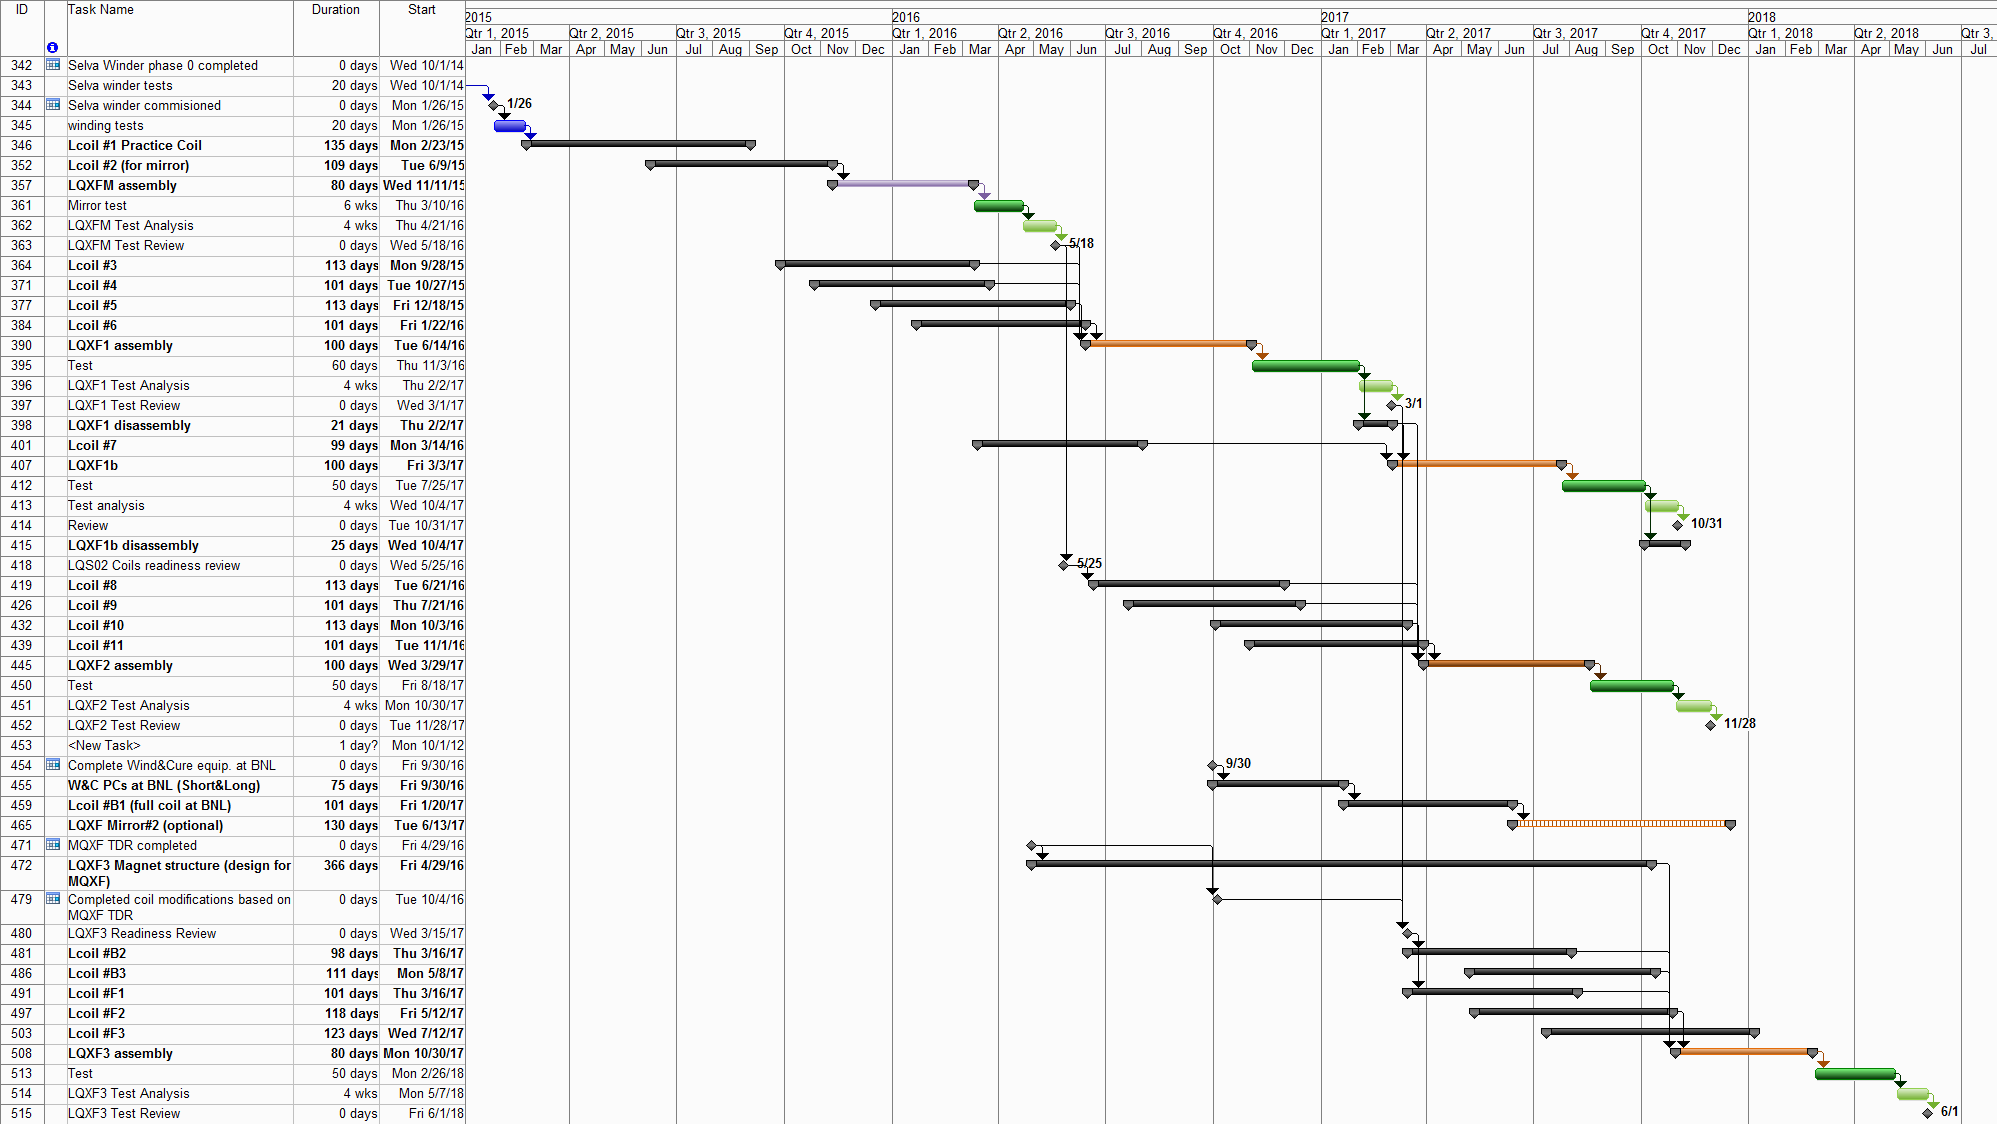 ID Task Name Duration Start
2015 2016 2017 2018
Qtr 1, 2015 Qtr 2, 2015 Qtr 3, 2015 Qtr 4, 2015 Qtr 1, 2016 Qtr 2, 2016 Qtr 3, 2016 Qtr 4, 2016 Qtr 1, 2017 Qtr 2, 2017 Qtr 3, 2017 Qtr 4, 2017 Qtr 1, 2018 Qtr 2, 2018 Qtr 3,
Jan Feb Mar Apr May Jun Jul Aug Sep Oct Nov Dec Jan Feb Mar Apr May Jun Jul Aug Sep Oct Nov Dec Jan Feb Mar Apr May Jun Jul Aug Sep Oct Nov Dec Jan Feb Mar Apr May Jun Jul
342 Selva Winder phase 0 completed 0 days Wed 10/1/14
343 Selva winder tests 20 days Wed 10/1/14
344 Selva winder commisioned 0 days Mon 1/26/15 1/26
345 winding tests 20 days Mon 1/26/15
346 Lcoil #1 Practice Coil 135 days Mon 2/23/15
352 Lcoil #2 (for mirror) 109 days Tue 6/9/15
357 LQXFM assembly 80 days Wed 11/11/15
361 Mirror test 6 wks Thu 3/10/16
362 LQXFM Test Analysis 4 wks Thu 4/21/16
363 LQXFM Test Review 0 days Wed 5/18/16 5/18
364 Lcoil #3 113 days Mon 9/28/15
371 Lcoil #4 101 days Tue 10/27/15
377 Lcoil #5 113 days Fri 12/18/15
384 Lcoil #6 101 days Fri 1/22/16
390 LQXF1 assembly 100 days Tue 6/14/16
395 Test 60 days Thu 11/3/16
396 LQXF1 Test Analysis 4 wks Thu 2/2/17
397 LQXF1 Test Review 0 days Wed 3/1/17 3/1
398 LQXF1 disassembly 21 days Thu 2/2/17
401 Lcoil #7 99 days Mon 3/14/16
407 LQXF1b 100 days Fri 3/3/17
412 Test 50 days Tue 7/25/17
413 Test analysis 4 wks Wed 10/4/17
414 Review 0 days Tue 10/31/17 10/31
415 LQXF1b disassembly 25 days Wed 10/4/17
418 LQS02 Coils readiness review 0 days Wed 5/25/16 5/25
419 Lcoil #8 113 days Tue 6/21/16
426 Lcoil #9 101 days Thu 7/21/16
432 Lcoil #10 113 days Mon 10/3/16
439 Lcoil #11 101 days Tue 11/1/16
445 LQXF2 assembly 100 days Wed 3/29/17
450 Test 50 days Fri 8/18/17
451 LQXF2 Test Analysis 4 wks Mon 10/30/17
452 LQXF2 Test Review 0 days Tue 11/28/17 11/28
453 <New Task> 1 day? Mon 10/1/12
454 Complete Wind&Cure equip. at BNL 0 days Fri 9/30/16 9/30
455 W&C PCs at BNL (Short&Long) 75 days Fri 9/30/16
459 Lcoil #B1 (full coil at BNL) 101 days Fri 1/20/17
465 LQXF Mirror#2 (optional) 130 days Tue 6/13/17
471 MQXF TDR completed 0 days Fri 4/29/16
472 LQXF3 Magnet structure (design for 366 days Fri 4/29/16
MQXF)
479 Completed coil modifications based on 0 days Tue 10/4/16
MQXF TDR
480 LQXF3 Readiness Review 0 days Wed 3/15/17
481 Lcoil #B2 98 days Thu 3/16/17
486 Lcoil #B3 111 days Mon 5/8/17
491 Lcoil #F1 101 days Thu 3/16/17
497 Lcoil #F2 118 days Fri 5/12/17
503 Lcoil #F3 123 days Wed 7/12/17
508 LQXF3 assembly 80 days Mon 10/30/17
513 Test 50 days Mon 2/26/18
514 LQXF3 Test Analysis 4 wks Mon 5/7/18
515 LQXF3 Test Review 0 days Fri 6/1/18 6/1